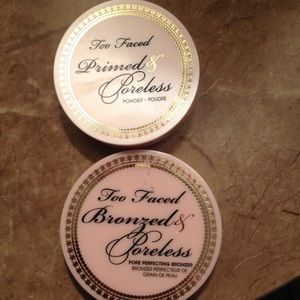 Too Faced
Primed &
Poreless
POWDER • POUDRE
Too Faced
Bronzed &
Poreless
PORE PERFECTING BRONZER
BRONZER PERFECTEUR DE
GRAIN DE PEAU